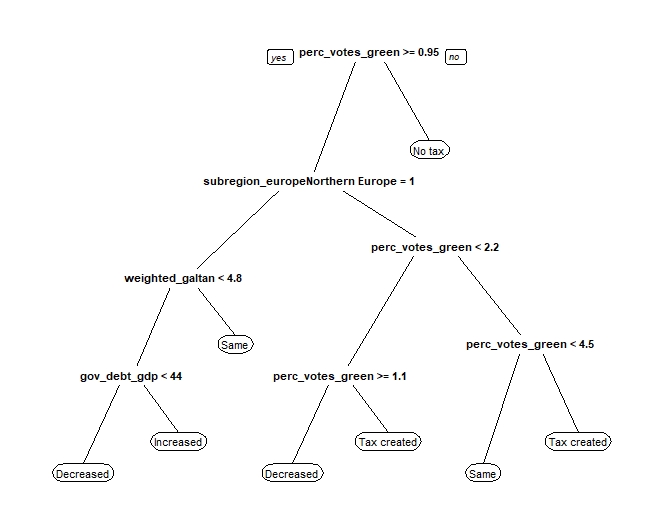 yes
perc_votes_green >= 0.95
no
No tax
subregion_europeNorthern Europe = 1
perc_votes_green < 2.2
weighted_galtan < 4.8
Same
perc_votes_green < 4.5
gov_debt_gdp < 44
perc_votes_green >= 1.1
Increased
Tax created
Tax created
Decreased
Decreased
Same